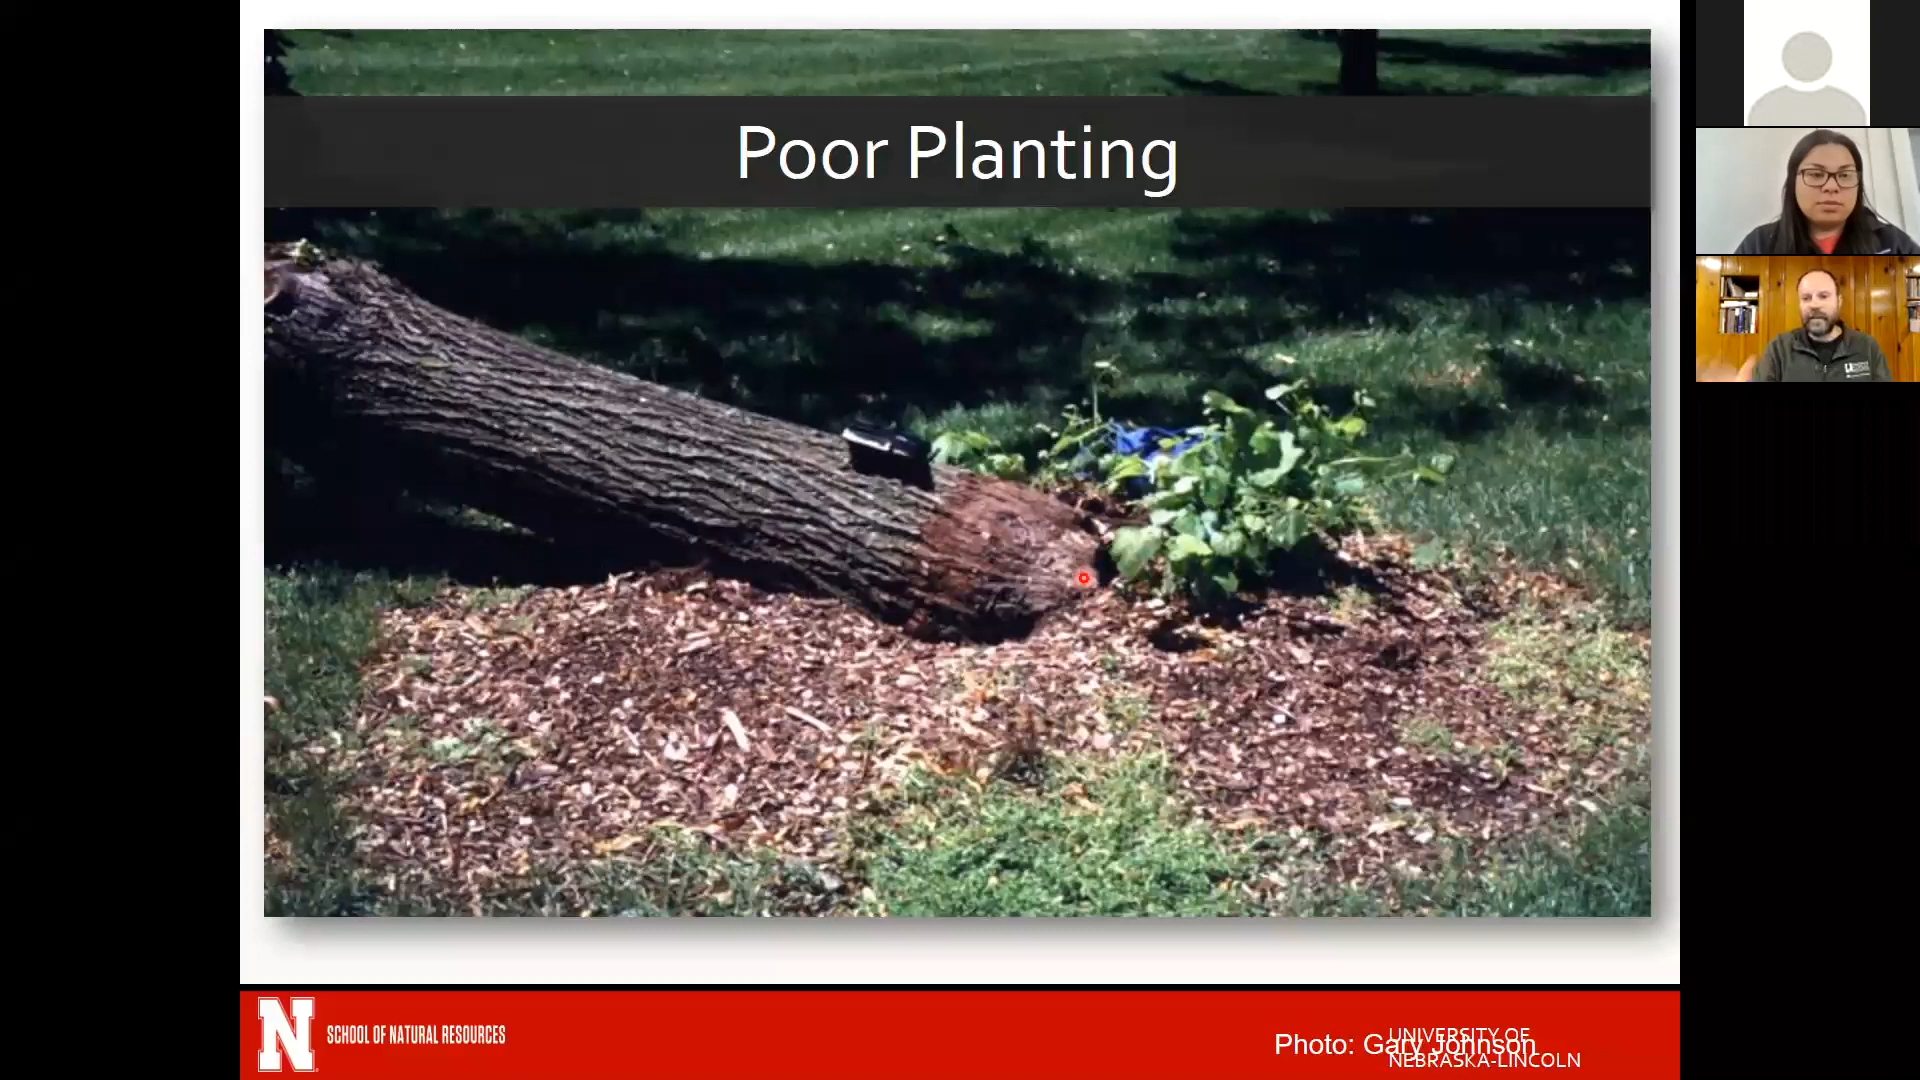 Poor Planting
N
SCHOOL OF NATURAL RESOURCES
Photo: Gary Johnson
UNIVERSITY OF
NEBRASKA-LINCOLN